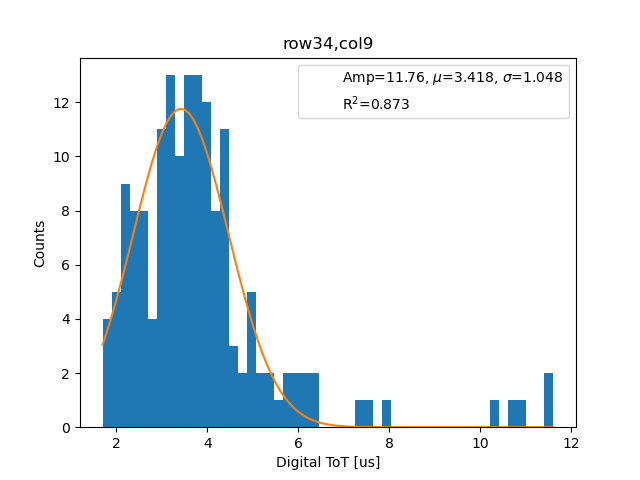 row34,col9
Amp=11.76, μ=3.418, σ=1.048
R²=0.873
Counts
12
10
8
6
4
2
0
2 4 6 8 10 12
Digital ToT [us]